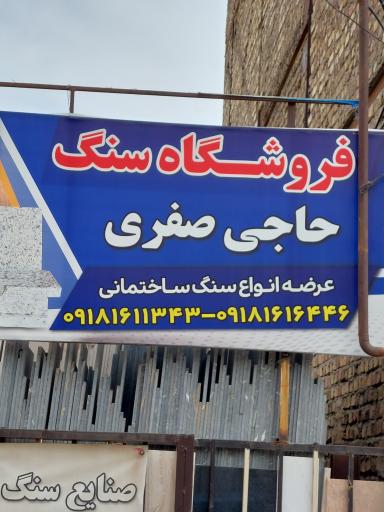 فروشگاه سنگ
حاجی صفری
عرضه انواع سنگ ساختمانی
۰۹۱۸۱۶۱۱۳۴۳-۰۹۱۸۱۶۱۶۴۴۶
صنایع سنگ